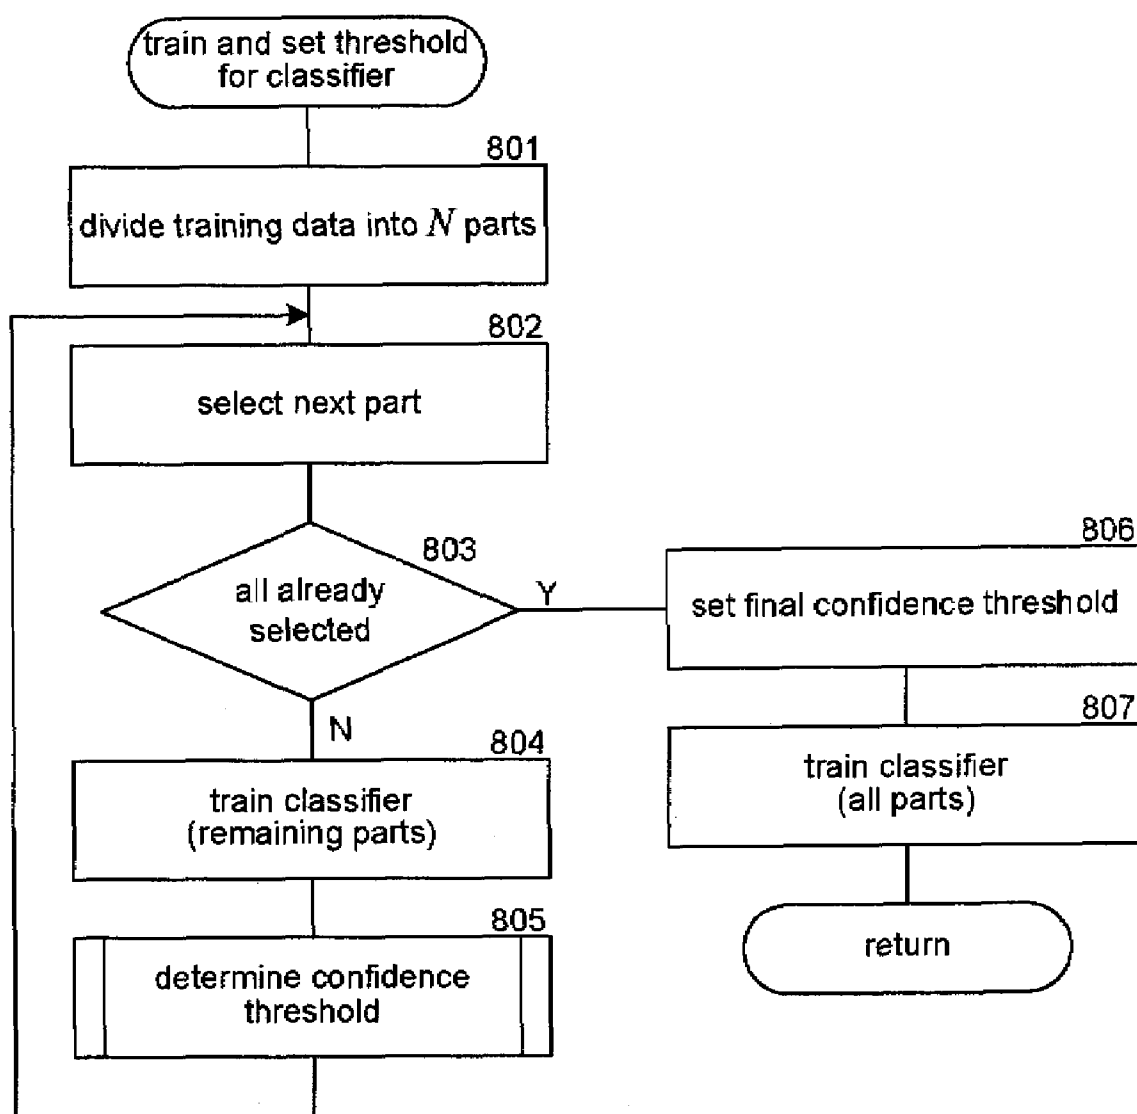 train and set threshold
for classifier
801
divide training data into N parts
802
select next part
803
all already
selected
Y
N
804
train classifier
(remaining parts)
805
determine confidence
threshold
806
set final confidence threshold
807
train classifier
(all parts)
return